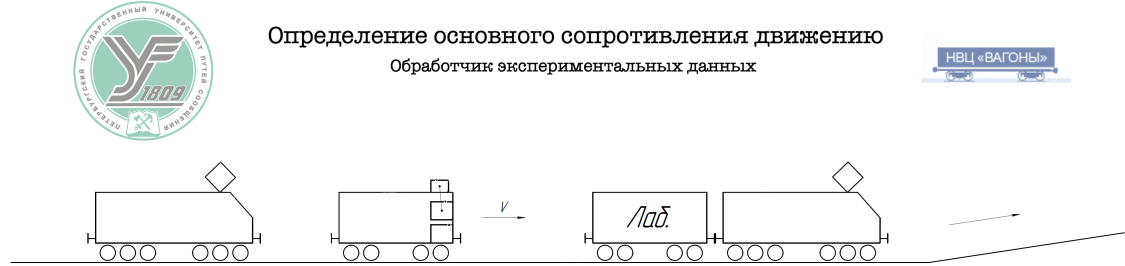 Определение основного сопротивления движению
Обработчик экспериментальных данных
ПЕТЕРБУРГСКИЙ ГОСУДАРСТВЕННЫЙ УНИВЕРСИТЕТ ПУТЕЙ СООБЩЕНИЯ
1809
НВЦ «ВАГОНЫ»
V
Лаб.